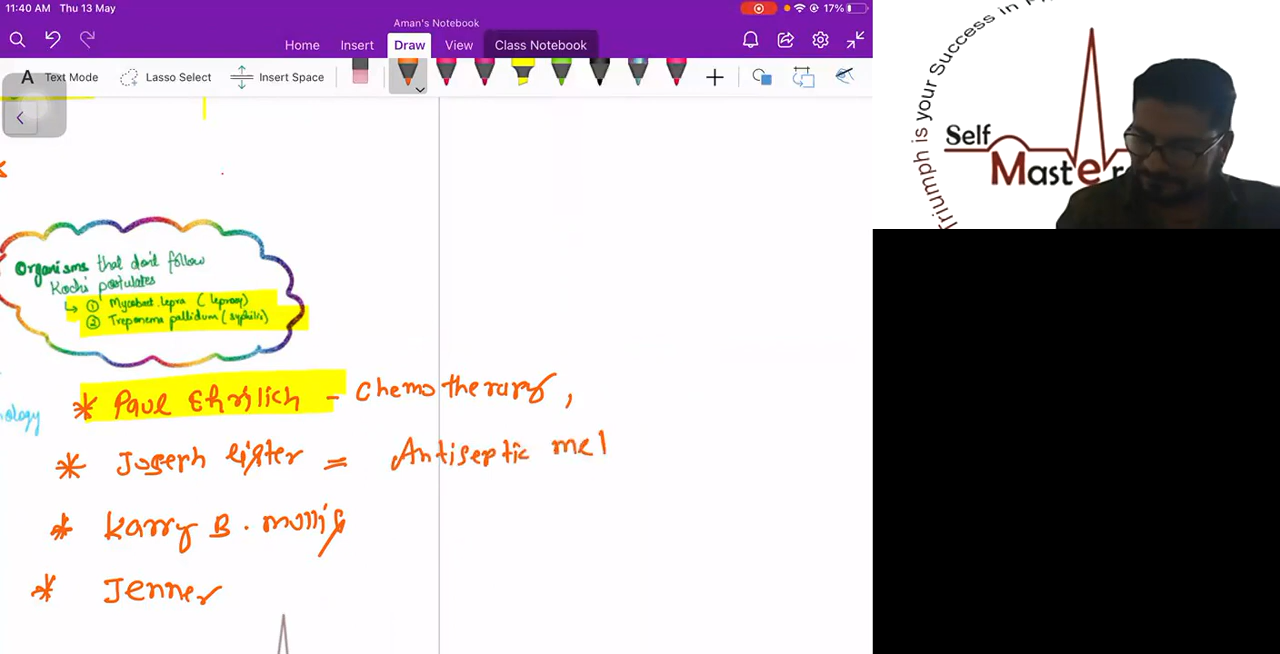 11:40 AM Thu 13 May
17%
Aman's Notebook
Home Insert Draw View Class Notebook
A Text Mode Lasso Select Insert Space
Triumph is your Success in
Self
Master
Organisms that don't follow
Koch's postulates
① Mycobact. lepra (leprosy)
② Treponema pallidum (syphilis)
nology
* Paul Ehrlich - chemotherapy,
* Joseph lister = Antiseptic met
* Karry B. mullis
* Jenner